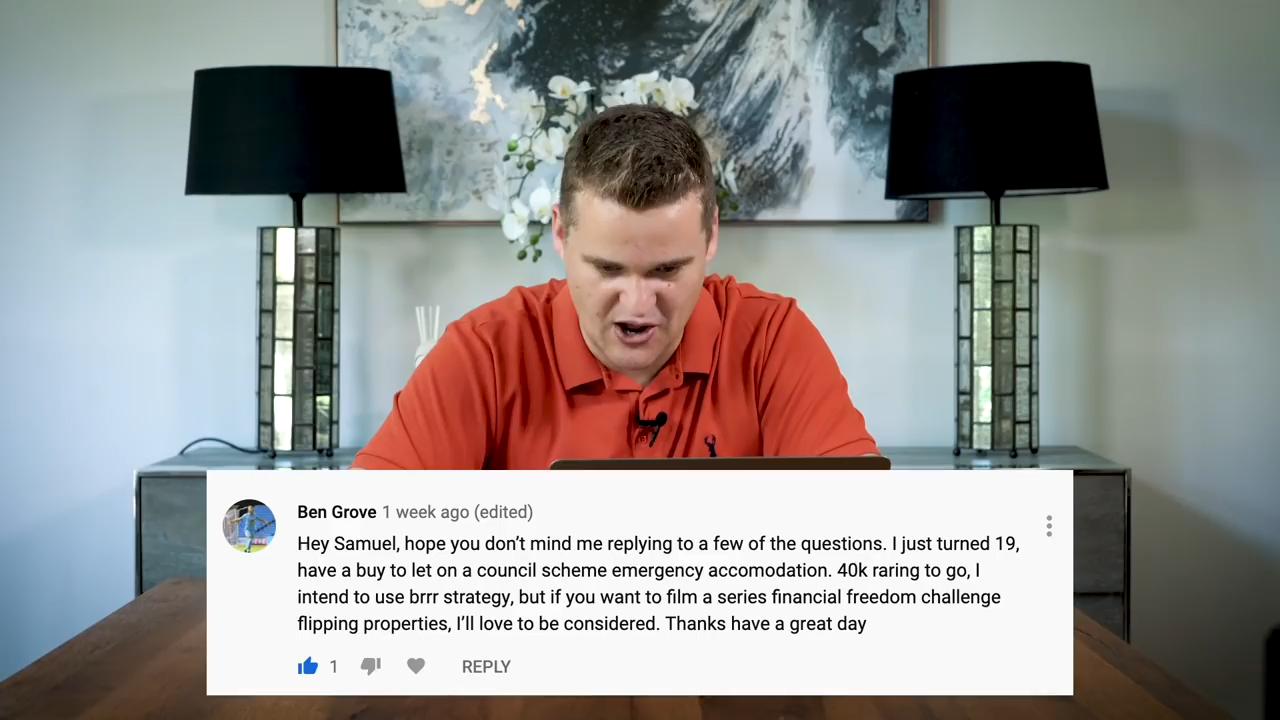 Ben Grove 1 week ago (edited)
Hey Samuel, hope you don’t mind me replying to a few of the questions. I just turned 19,
have a buy to let on a council scheme emergency accomodation. 40k raring to go, I
intend to use brrr strategy, but if you want to film a series financial freedom challenge
flipping properties, I’ll love to be considered. Thanks have a great day
1 REPLY